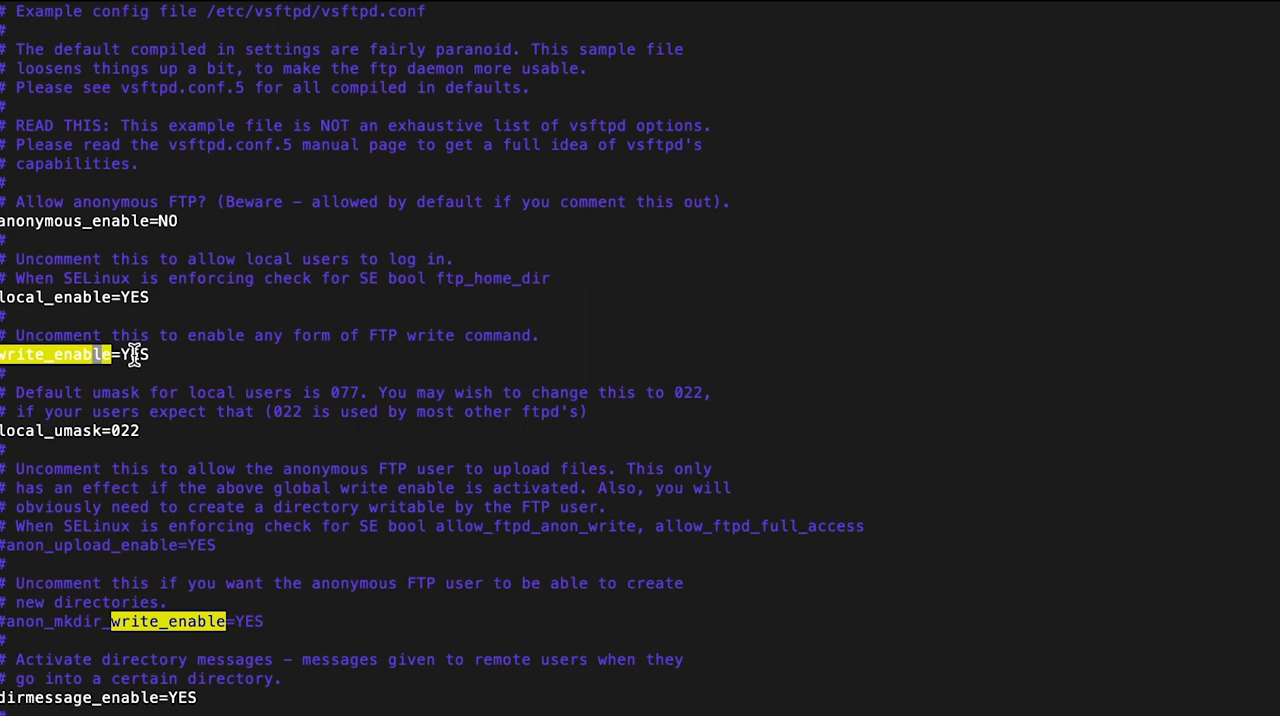 # Example config file /etc/vsftpd/vsftpd.conf
#
# The default compiled in settings are fairly paranoid. This sample file
# loosens things up a bit, to make the ftp daemon more usable.
# Please see vsftpd.conf.5 for all compiled in defaults.
#
# READ THIS: This example file is NOT an exhaustive list of vsftpd options.
# Please read the vsftpd.conf.5 manual page to get a full idea of vsftpd's
# capabilities.
#
# Allow anonymous FTP? (Beware - allowed by default if you comment this out).
anonymous_enable=NO
#
# Uncomment this to allow local users to log in.
# When SELinux is enforcing check for SE bool ftp_home_dir
local_enable=YES
#
# Uncomment this to enable any form of FTP write command.
write_enable=YES
#
# Default umask for local users is 077. You may wish to change this to 022,
# if your users expect that (022 is used by most other ftpd's)
local_umask=022
#
# Uncomment this to allow the anonymous FTP user to upload files. This only
# has an effect if the above global write enable is activated. Also, you will
# obviously need to create a directory writable by the FTP user.
# When SELinux is enforcing check for SE bool allow_ftpd_anon_write, allow_ftpd_full_access
#anon_upload_enable=YES
#
# Uncomment this if you want the anonymous FTP user to be able to create
# new directories.
#anon_mkdir_write_enable=YES
#
# Activate directory messages - messages given to remote users when they
# go into a certain directory.
dirmessage_enable=YES
#